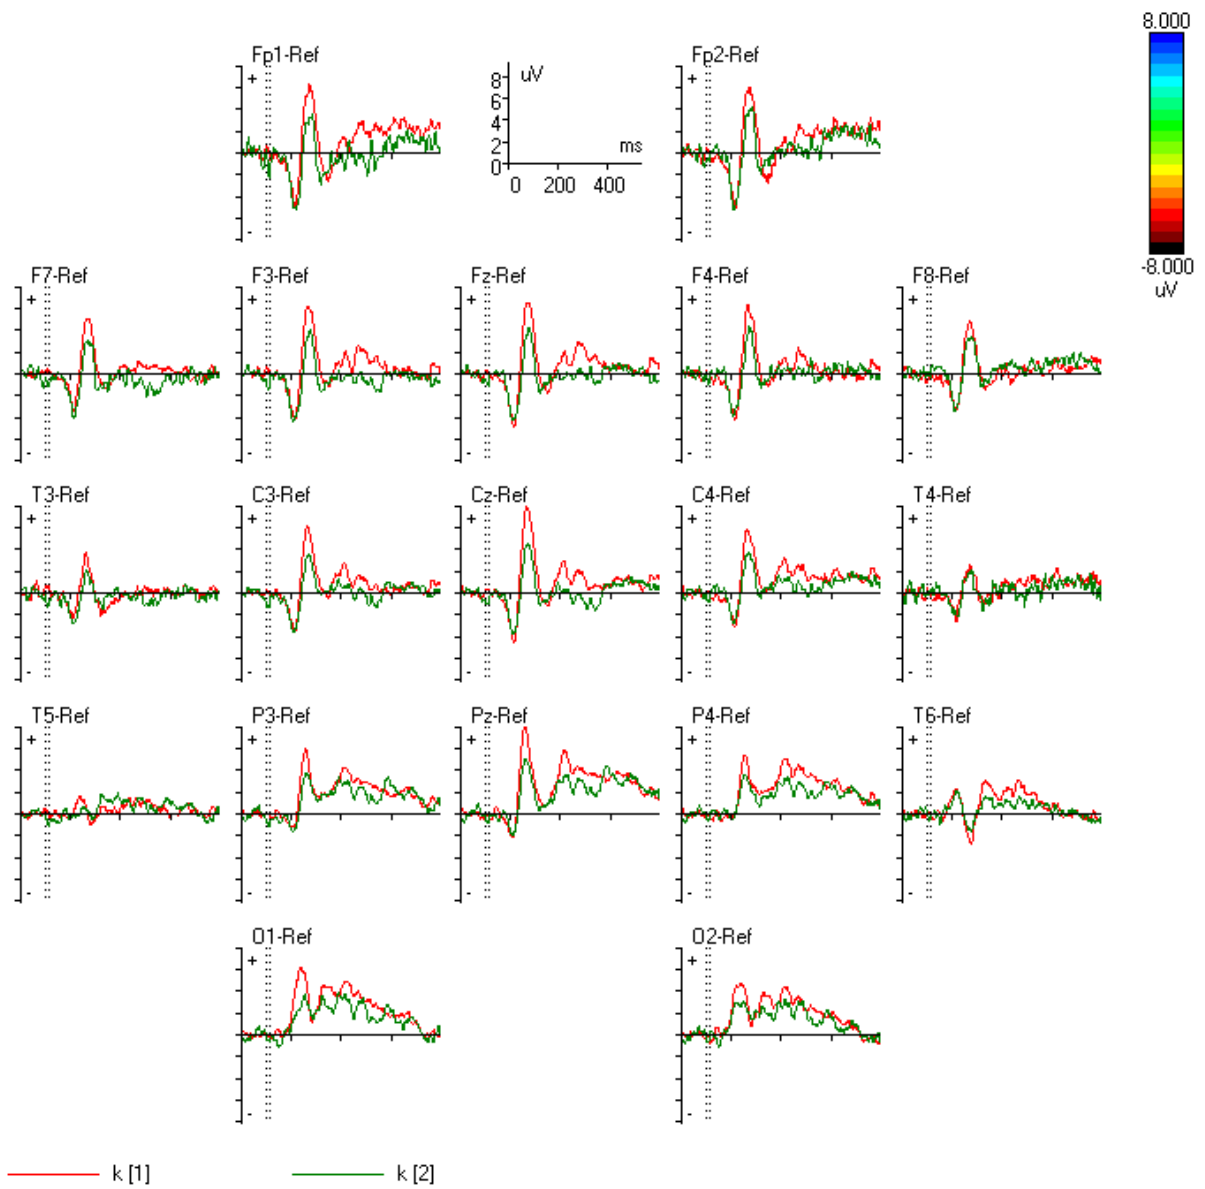 8.000
Fp1-Ref
Fp2-Ref
+
-
8
6
4
2
0
uV
ms
0 200 400
+
-
-8.000
uV
F7-Ref
F3-Ref
Fz-Ref
F4-Ref
F8-Ref
+
-
+
-
+
-
+
-
+
-
T3-Ref
C3-Ref
Cz-Ref
C4-Ref
T4-Ref
+
-
+
-
+
-
+
-
+
-
T5-Ref
P3-Ref
Pz-Ref
P4-Ref
T6-Ref
+
-
+
-
+
-
+
-
+
-
O1-Ref
O2-Ref
+
-
+
-
k [1]
k [2]